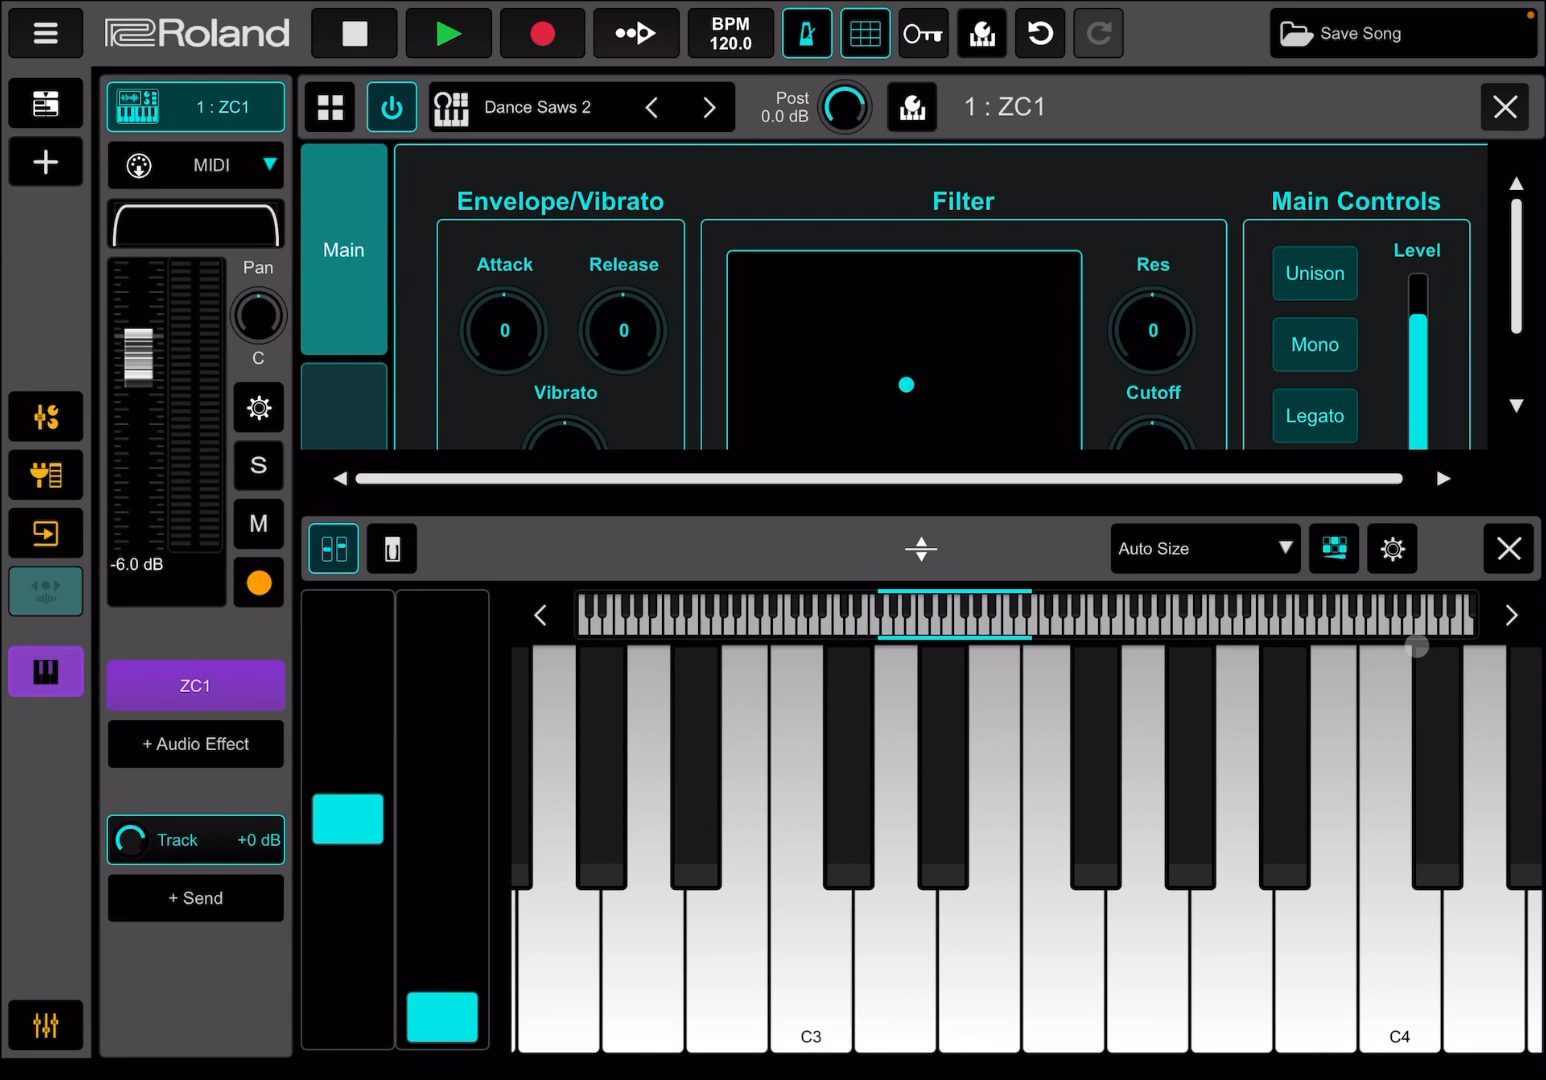 Roland
BPM
120.0
Save Song
1 : ZC1
Dance Saws 2
Post
0.0 dB
1 : ZC1
MIDI
Main
Envelope/Vibrato
Filter
Main Controls
Attack
Release
Res
Level
Unison
0
0
0
Mono
Vibrato
Cutoff
Legato
Pan
C
S
M
-6.0 dB
Auto Size
ZC1
+ Audio Effect
Track
+0 dB
+ Send
C3
C4